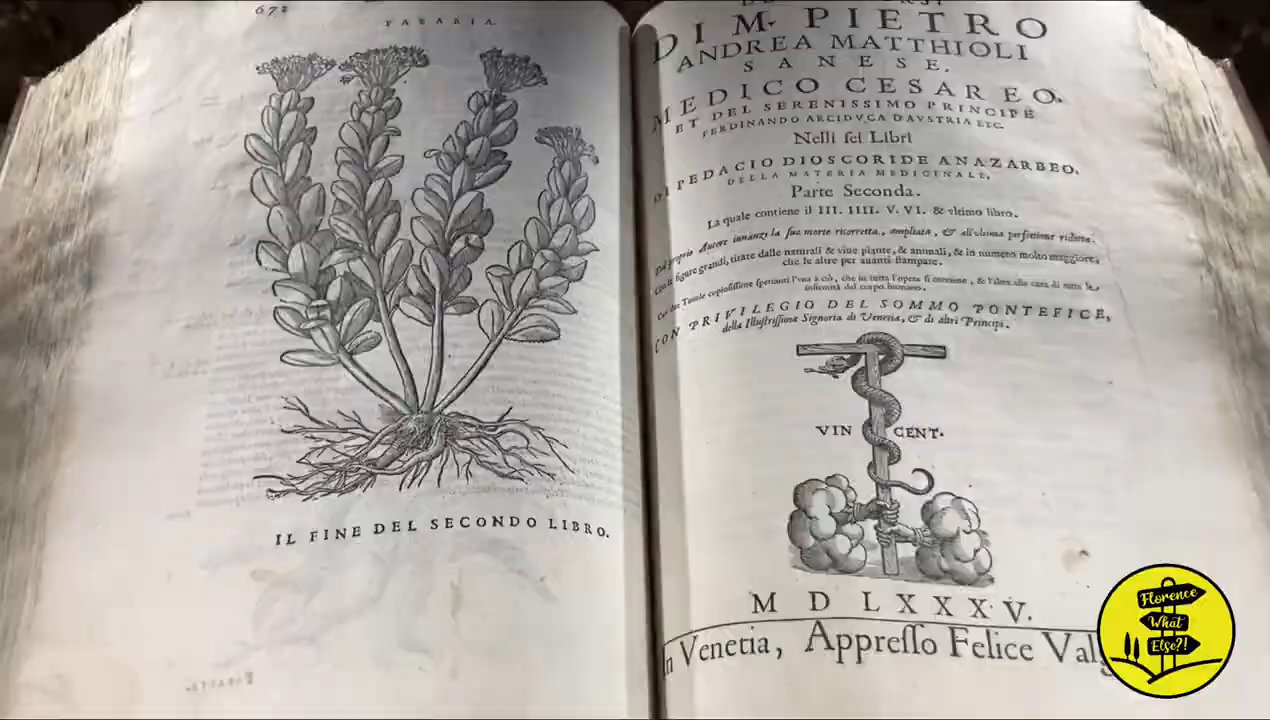 672
FABARIA
IL FINE DEL SECONDO LIBRO.
DI M. PIETRO
ANDREA MATTHIOLI
SANESE.
MEDICO CESAREO.
ET DEL SERENISSIMO PRINCIPE
FERDINANDO ARCIDVCA D'AVSTRIA ETC.
Nelli sei Libri
DI PEDACIO DIOSCORIDE ANAZARBEO.
DELLA MATERIA MEDICINALE,
Parte Seconda.
La quale contiene il III. IIII. V. VI. & vltimo libro.
Dal proprio Autore innanzi la sua morte ricorretta, ampliata, & all'ultima perfettione ridotta.
Con le figure grandi, tirate dalle naturali & viue piante, & animali, & in numero molto maggiore,
che le altre per auanti stampate.
Con due Tauole copiosissime spettanti l'vna a ciò, che in tutta l'opera si contiene, & l'altra alla cura di tutte le
infirmità del corpo humano.
CON PRIVILEGIO DEL SOMMO PONTEFICE,
della Illustrissima Signoria di Venetia, & di altri Principi.
VIN CENT.
M D LXXXV.
In Venetia, Appresso Felice Valg
Florence
What
Else?!